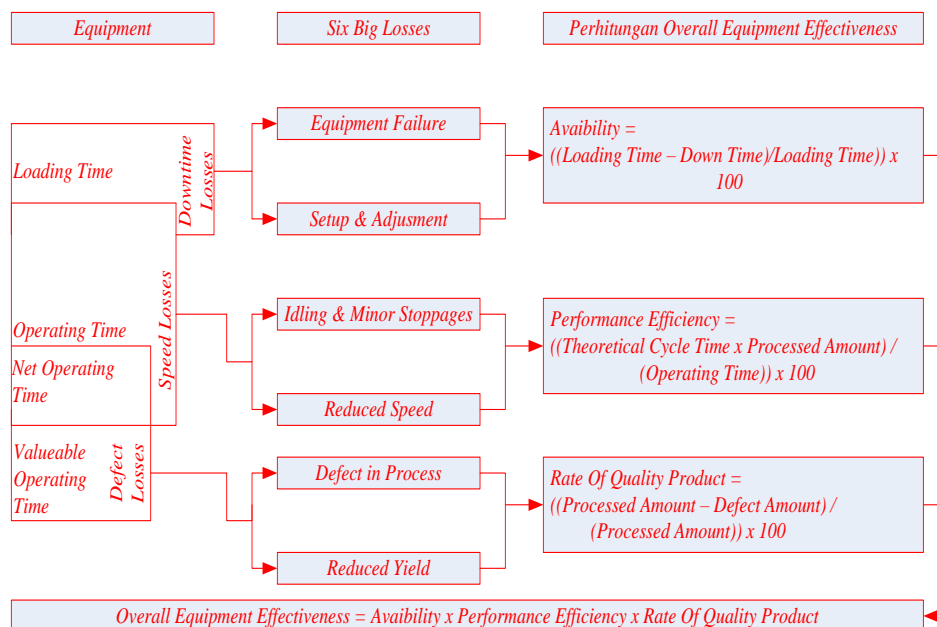 Equipment
Six Big Losses
Perhitungan Overall Equipment Effectiveness
Loading Time
Downtime
Losses
Equipment Failure
Setup & Adjusment
Avaibility =
((Loading Time – Down Time)/Loading Time)) x
100
Operating Time
Speed Losses
Idling & Minor Stoppages
Reduced Speed
Performance Efficiency =
((Theoretical Cycle Time x Processed Amount) /
(Operating Time)) x 100
Net Operating
Time
Valueable
Operating
Time
Defect
Losses
Defect in Process
Reduced Yield
Rate Of Quality Product =
((Processed Amount – Defect Amount) /
(Processed Amount)) x 100
Overall Equipment Effectiveness = Avaibility x Performance Efficiency x Rate Of Quality Product